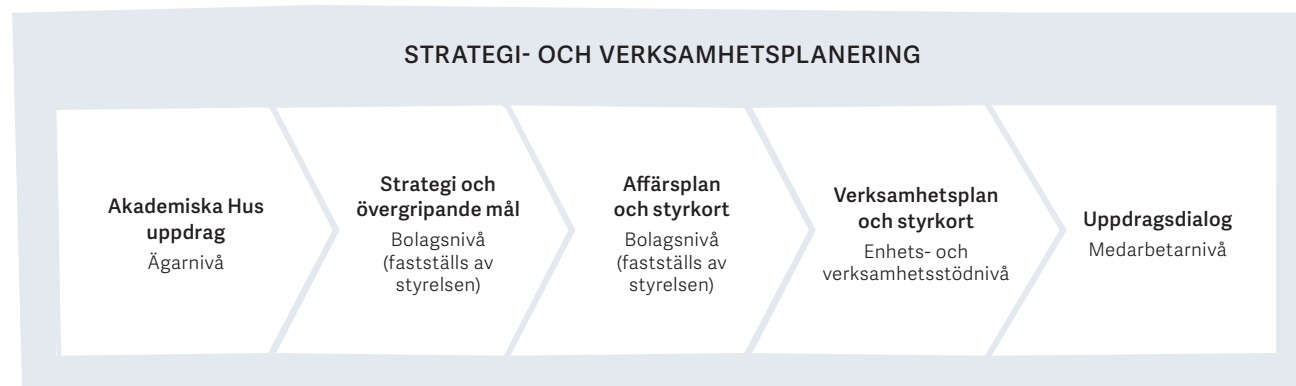 STRATEGI- OCH VERKSAMHETSPLANERING
Akademiska Hus
uppdrag
Ägarnivå
Strategi och
övergripande mål
Bolagsnivå
(fastställs av
styrelsen)
Affärsplan
och styrkort
Bolagsnivå
(fastställs av
styrelsen)
Verksamhetsplan
och styrkort
Enhets- och
verksamhetsstödnivå
Uppdragsdialog
Medarbetarnivå